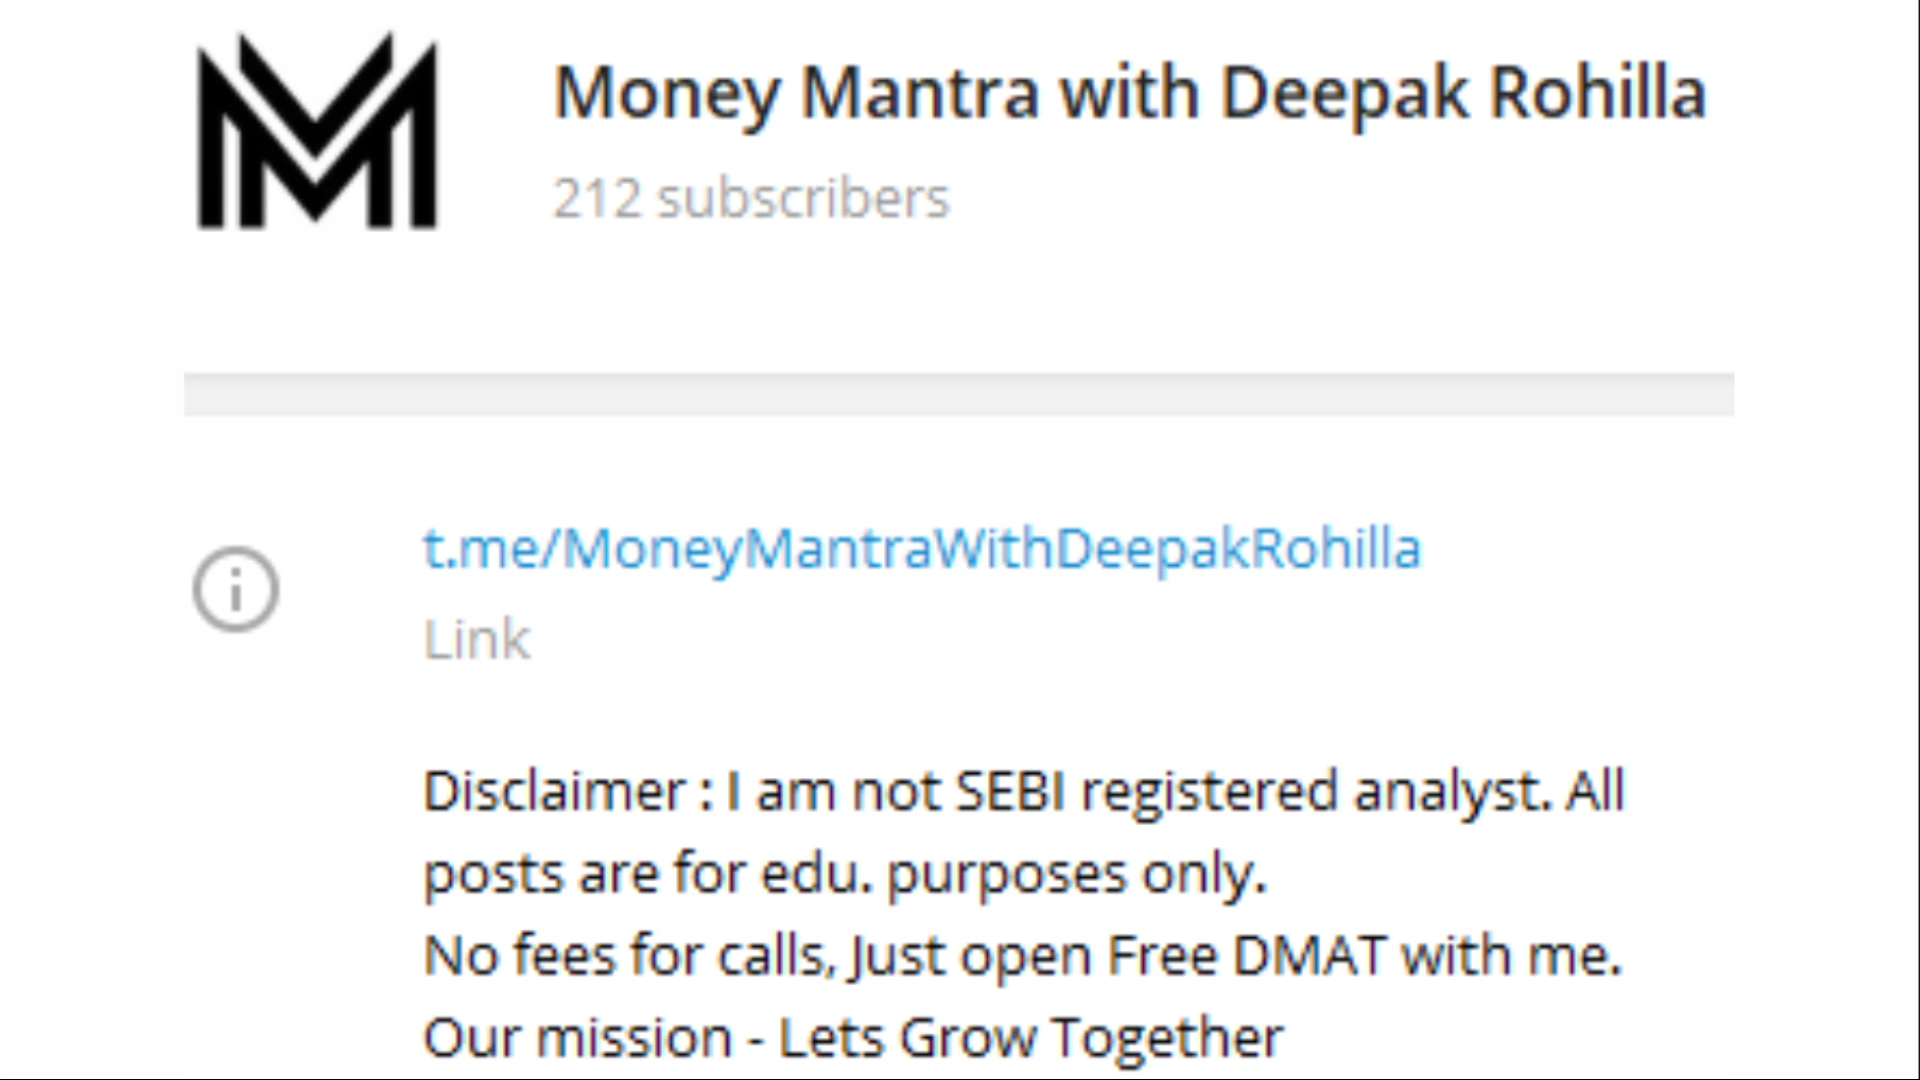 Money Mantra with Deepak Rohilla
212 subscribers
t.me/MoneyMantraWithDeepakRohilla
Link
Disclaimer : I am not SEBI registered analyst. All
posts are for edu. purposes only.
No fees for calls, Just open Free DMAT with me.
Our mission - Lets Grow Together